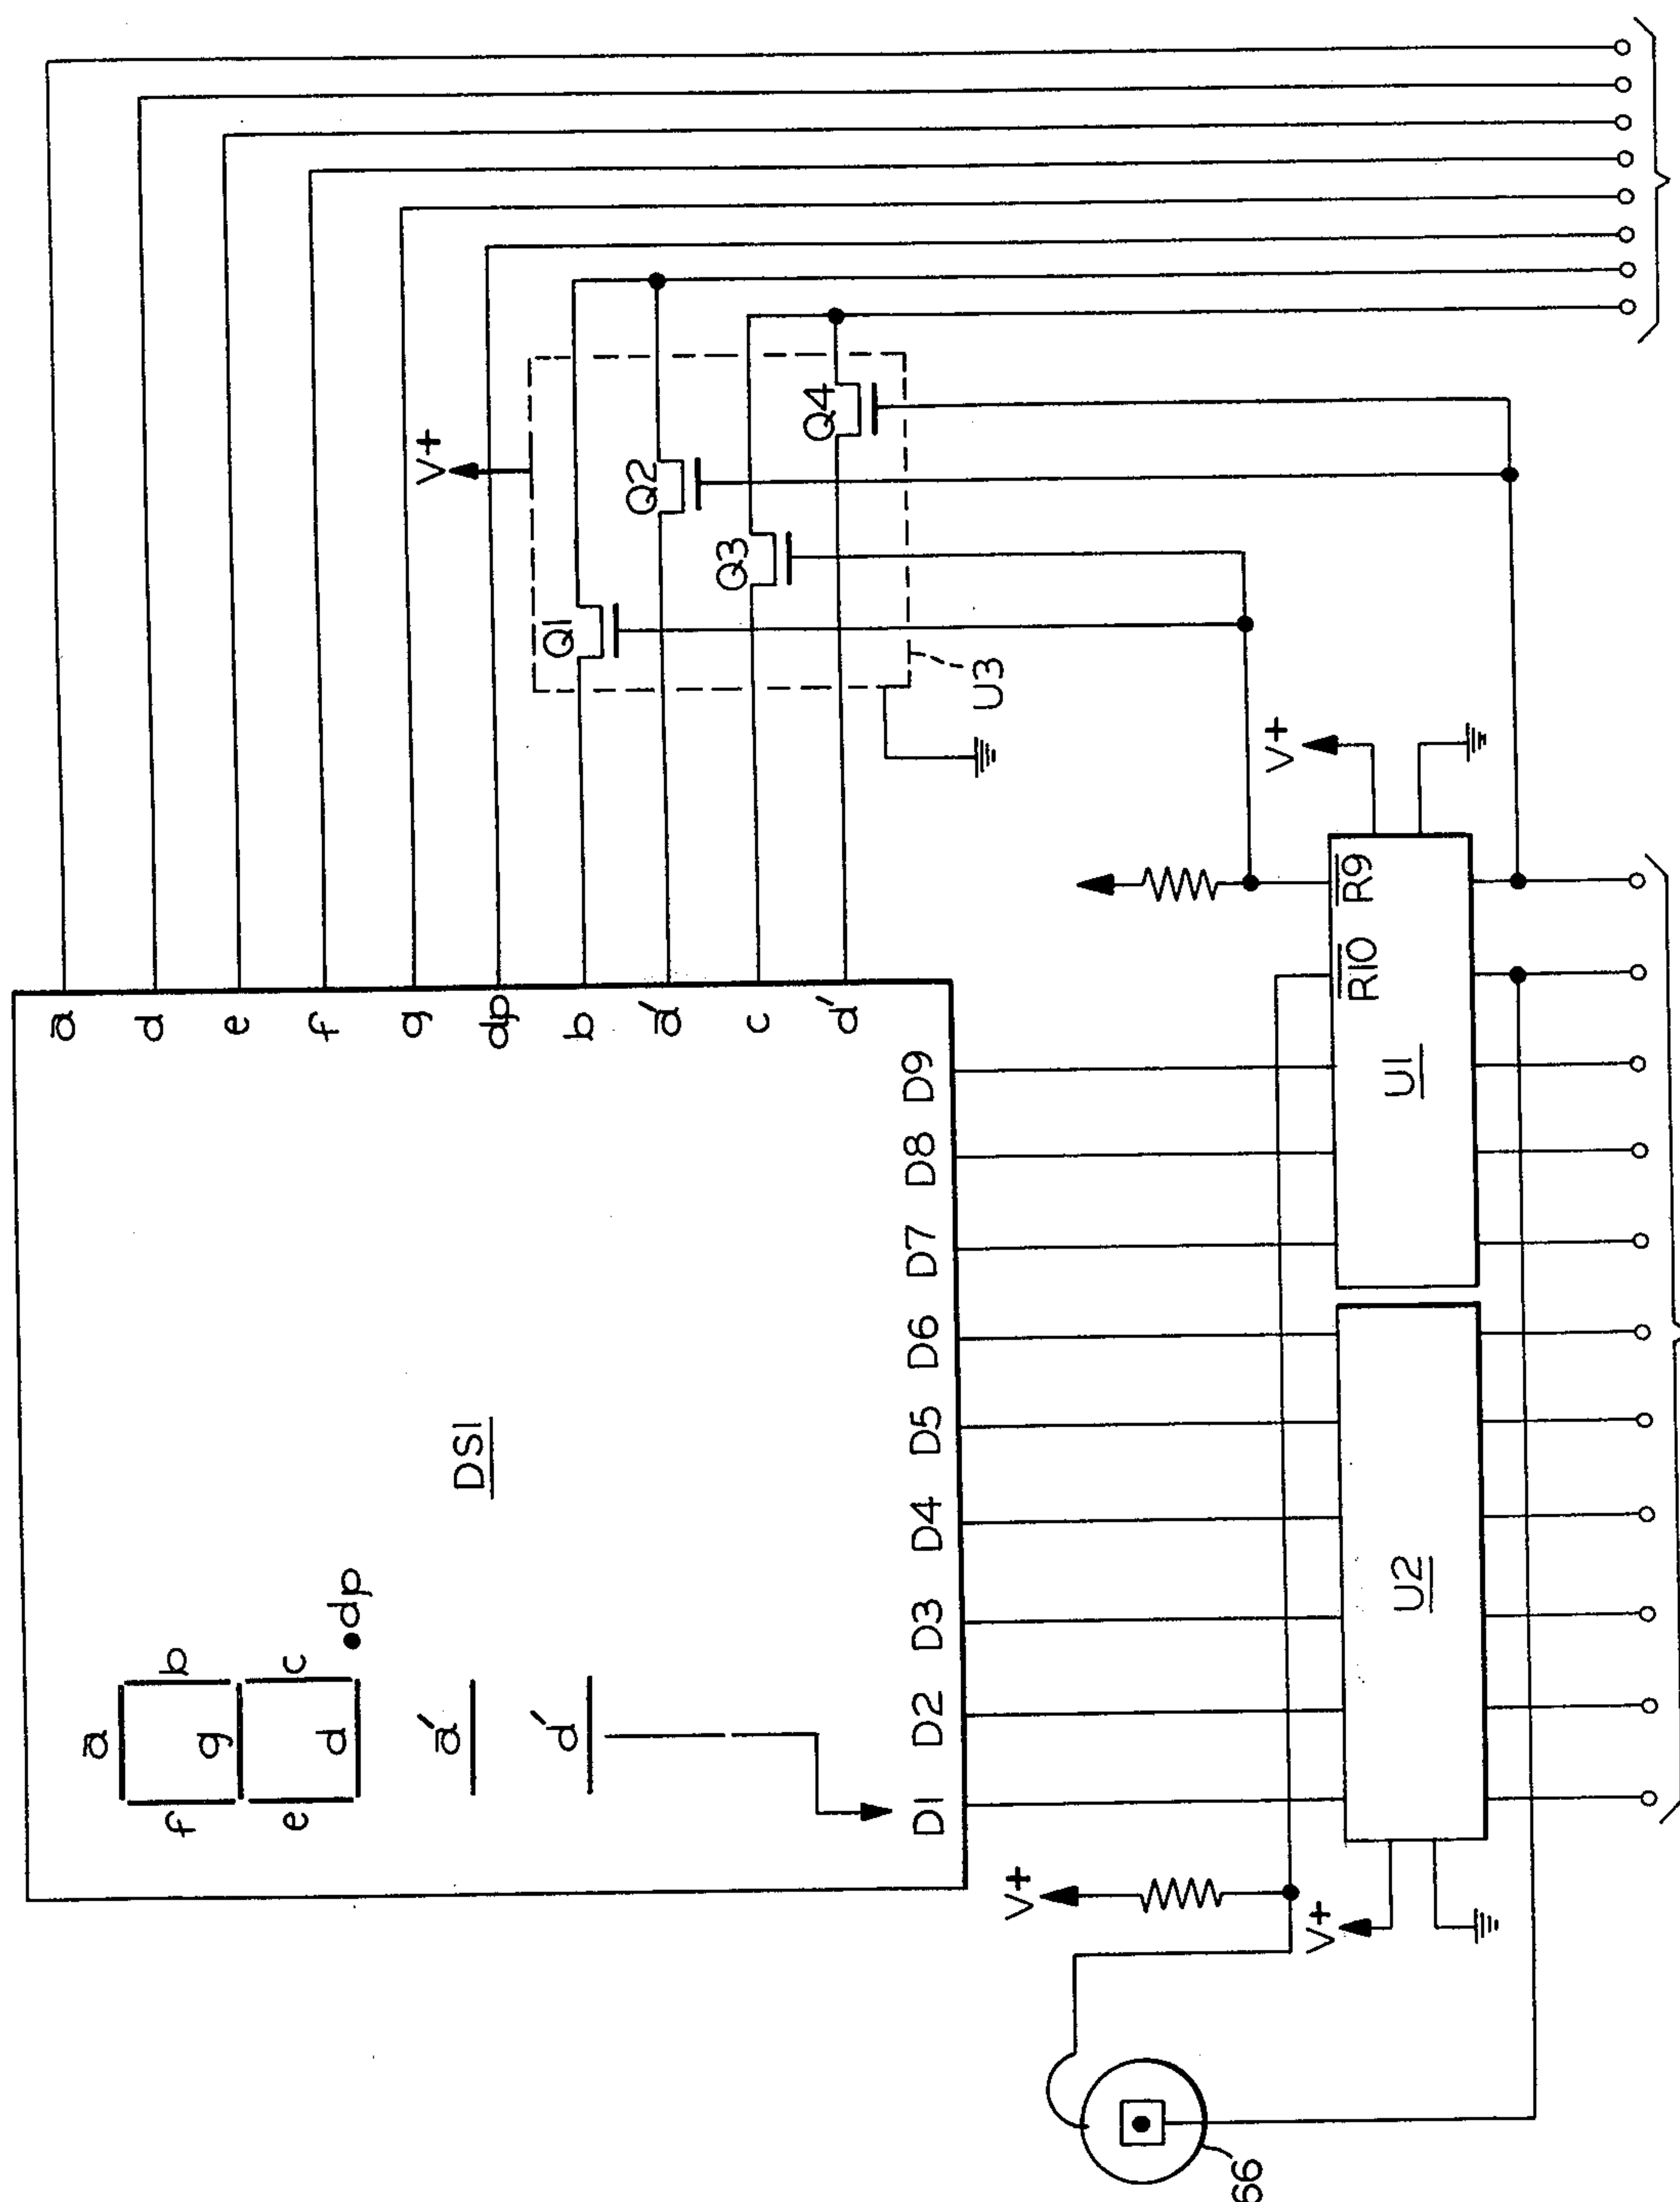 a
b
f
g
c
e
d
dp
a′
d′
DS1
a
d
e
f
g
dp
b
a′
c
d′
D1 D2 D3 D4 D5 D6 D7 D8 D9
V+
Q1
Q2
Q3
Q4
U3
V+
V+
V+
R10 R9
U2
U1
66